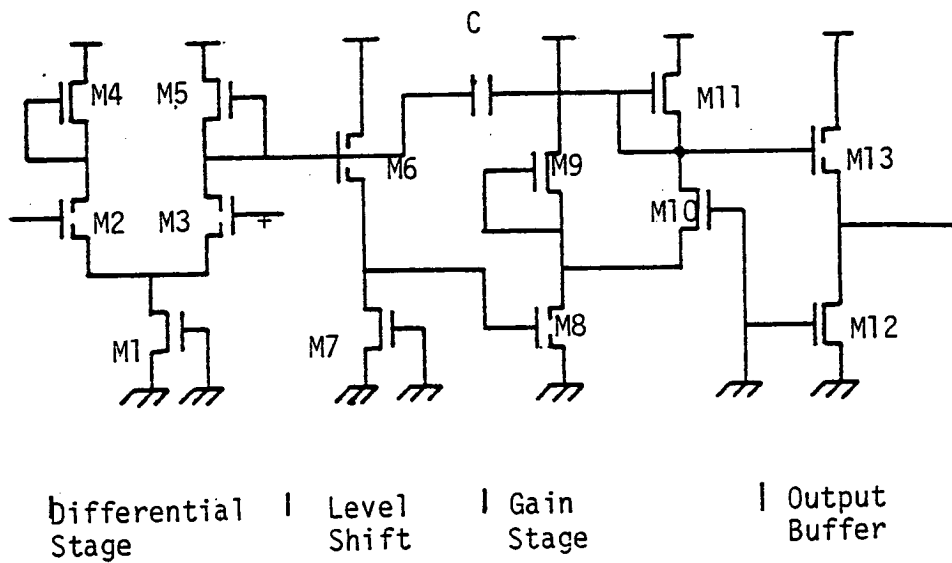 C
M4
M5
M11
M6
M9
M13
M2
M3
+
M10
M1
M7
M8
M12
Differential Stage
Level Shift
Gain Stage
Output Buffer